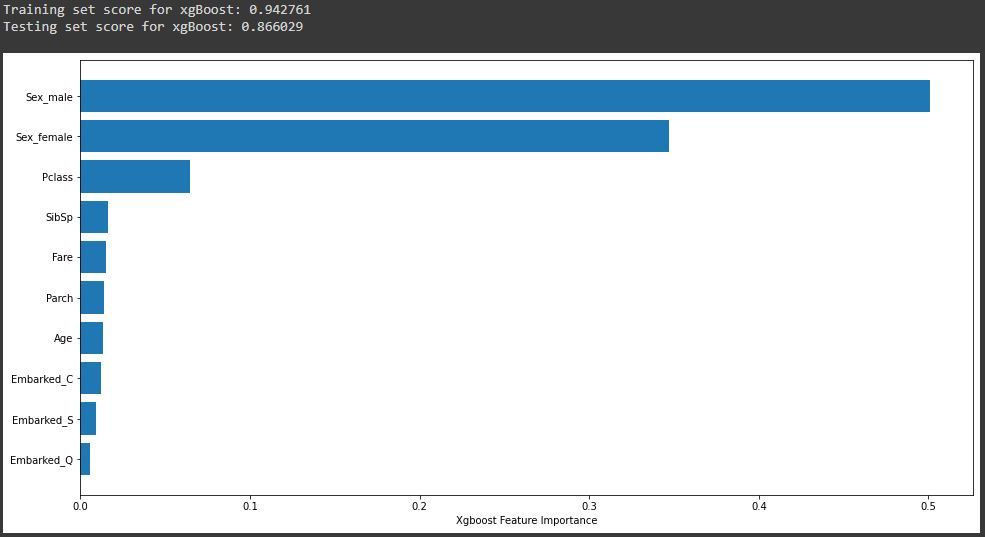 Training set score for xgBoost: 0.942761
Testing set score for xgBoost: 0.866029
Sex_male
Sex_female
Pclass
SibSp
Fare
Parch
Age
Embarked_C
Embarked_S
Embarked_Q
0.0 0.1 0.2 0.3 0.4 0.5
Xgboost Feature Importance